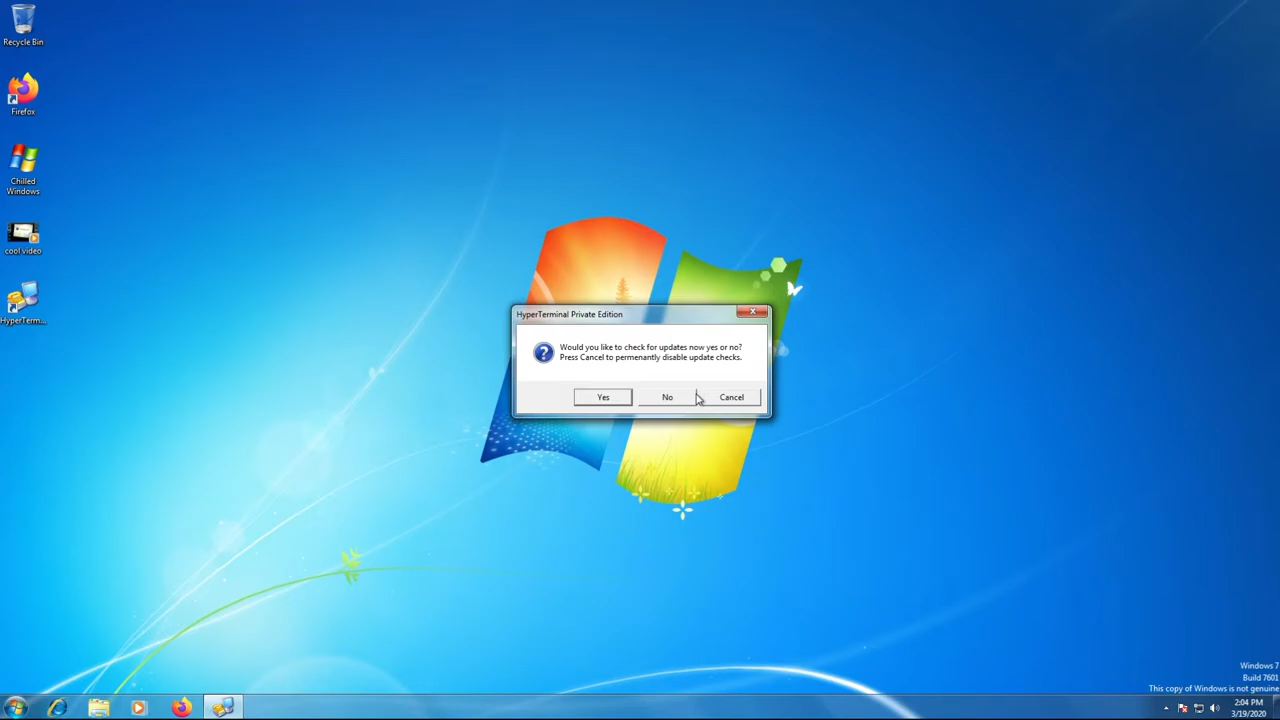 Recycle Bin
Firefox
Chilled
Windows
cool video
HyperTerm...
HyperTerminal Private Edition
Would you like to check for updates now yes or no?
Press Cancel to permenantly disable update checks.
Yes
No
Cancel
Windows 7
Build 7601
This copy of Windows is not genuine
2:04 PM
3/19/2020